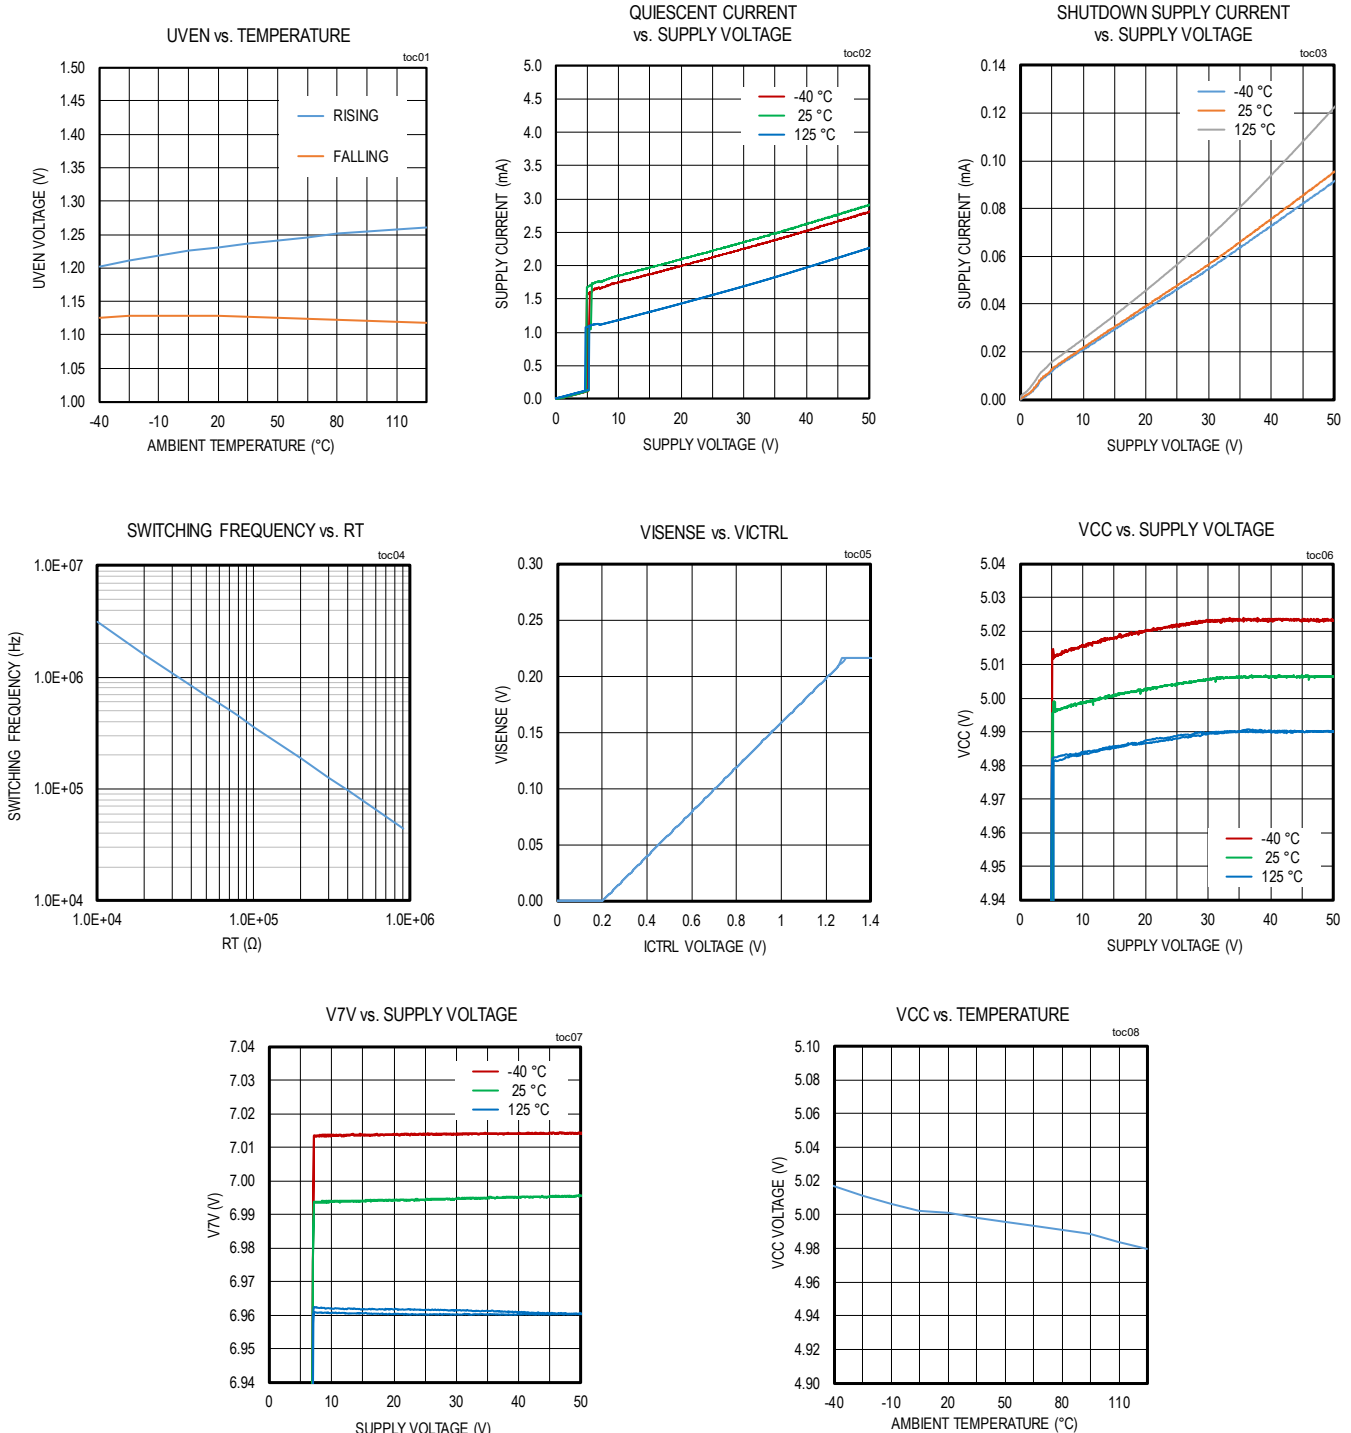 UVEN vs. TEMPERATURE
toc01
1.50
1.45
1.40
1.35
1.30
1.25
1.20
1.15
1.10
1.05
1.00
UVEN VOLTAGE (V)
RISING
FALLING
-40
-10
20
50
80
110
AMBIENT TEMPERATURE (°C)
QUIESCENT CURRENT
vs. SUPPLY VOLTAGE
toc02
5.0
4.5
4.0
3.5
3.0
2.5
2.0
1.5
1.0
0.5
0.0
SUPPLY CURRENT (mA)
-40 °C
25 °C
125 °C
0
10
20
30
40
50
SUPPLY VOLTAGE (V)
SHUTDOWN SUPPLY CURRENT
vs. SUPPLY VOLTAGE
toc03
0.14
0.12
0.10
0.08
0.06
0.04
0.02
0.00
SUPPLY CURRENT (mA)
-40 °C
25 °C
125 °C
0
10
20
30
40
50
SUPPLY VOLTAGE (V)
SWITCHING FREQUENCY vs. RT
toc04
1.0E+07
1.0E+06
1.0E+05
1.0E+04
SWITCHING FREQUENCY (Hz)
1.0E+04
1.0E+05
1.0E+06
RT (Ω)
VISENSE vs. VICTRL
toc05
0.30
0.25
0.20
0.15
0.10
0.05
0.00
VISENSE (V)
0
0.2
0.4
0.6
0.8
1
1.2
1.4
ICTRL VOLTAGE (V)
VCC vs. SUPPLY VOLTAGE
toc06
5.04
5.03
5.02
5.01
5.00
4.99
4.98
4.97
4.96
4.95
4.94
VCC (V)
-40 °C
25 °C
125 °C
0
10
20
30
40
50
SUPPLY VOLTAGE (V)
V7V vs. SUPPLY VOLTAGE
toc07
7.04
7.03
7.02
7.01
7.00
6.99
6.98
6.97
6.96
6.95
6.94
V7V (V)
-40 °C
25 °C
125 °C
0
10
20
30
40
50
SUPPLY VOLTAGE (V)
VCC vs. TEMPERATURE
toc08
5.10
5.08
5.06
5.04
5.02
5.00
4.98
4.96
4.94
4.92
4.90
VCC VOLTAGE (V)
-40
-10
20
50
80
110
AMBIENT TEMPERATURE (°C)